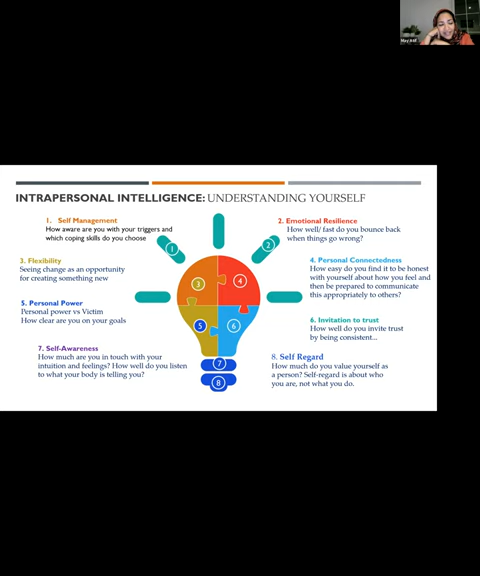 May Atif
INTRAPERSONAL INTELLIGENCE: UNDERSTANDING YOURSELF
1. Self Management
How aware are you with your triggers and
which coping skills do you choose
2. Emotional Resilience
How well/ fast do you bounce back
when things go wrong?
3. Flexibility
Seeing change as an opportunity
for creating something new
4. Personal Connectedness
How easy do you find it to be honest
with yourself about how you feel and
then be prepared to communicate
this appropriately to others?
5. Personal Power
Personal power vs Victim
How clear are you on your goals
6. Invitation to trust
How well do you invite trust
by being consistent...
7. Self-Awareness
How much are you in touch with your
intuition and feelings? How well do you listen
to what your body is telling you?
8. Self Regard
How much do you value yourself as
a person? Self-regard is about who
you are, not what you do.
1
2
3
4
5
6
7
8